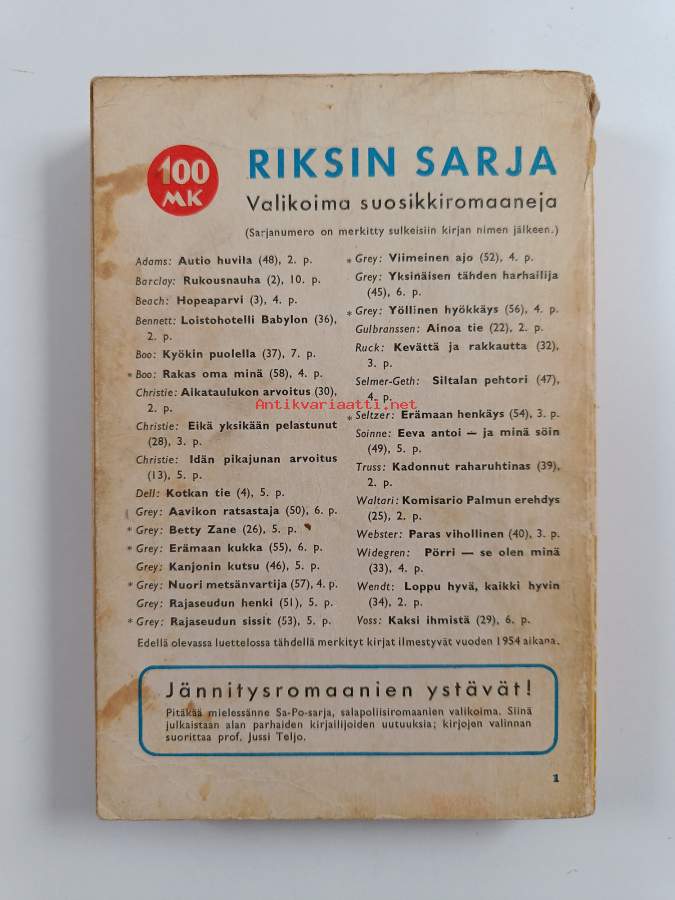 100
MK
RIKSIN SARJA
Valikoima suosikkiromaaneja
(Sarjanumero on merkitty sulkeisiin kirjan nimen jälkeen.)
Adams: Autio huvila (48), 2. p.
Barclay: Rukousnauha (2), 10. p.
Beach: Hopeaparvi (3), 4. p.
Bennett: Loistohotelli Babylon (36),
2. p.
Boo: Kyökin puolella (37), 7. p.
* Boo: Rakas oma minä (58), 4. p.
Christie: Aikataulukon arvoitus (30),
2. p.
Christie: Eikä yksikään pelastunut
(28), 3. p.
Christie: Idän pikajunan arvoitus
(13), 5. p.
Dell: Kotkan tie (4), 5. p.
Grey: Aavikon ratsastaja (50), 6. p.
* Grey: Betty Zane (26), 5. p.
* Grey: Erämaan kukka (55), 6. p.
Grey: Kanjonin kutsu (46), 5. p.
* Grey: Nuori metsänvartija (57), 4. p.
Grey: Rajaseudun henki (51), 5. p.
* Grey: Rajaseudun sissit (53), 5. p.
* Grey: Viimeinen ajo (52), 4. p.
Grey: Yksinäisen tähden harhailija
(45), 6. p.
* Grey: Yöllinen hyökkäys (56), 4. p.
Gulbranssen: Ainoa tie (22), 2. p.
Ruck: Kevättä ja rakkautta (32),
3. p.
Selmer-Geth: Siltalan pehtori (47),
4. p.
* Seltzer: Erämaan henkäys (54), 3. p.
Soinne: Eeva antoi — ja minä söin
(49), 5. p.
Truss: Kadonnut raharuhtinas (39),
2. p.
Waltari: Komisario Palmun erehdys
(25), 2. p.
Webster: Paras vihollinen (40), 3. p.
Widegren: Pörri — se olen minä
(33), 4. p.
Wendt: Loppu hyvä, kaikki hyvin
(34), 2. p.
Voss: Kaksi ihmistä (29), 6. p.
Edellä olevassa luettelossa tähdellä merkityt kirjat ilmestyvät vuoden 1954 aikana.
Jännitysromaanien ystävät!
Pitäkää mielessänne Sa-Po-sarja, salapoliisiromaanien valikoima. Siinä
julkaistaan alan parhaiden kirjailijoiden uutuuksia; kirjojen valinnan
suorittaa prof. Jussi Teljo.
1
Antikvariaatti.net